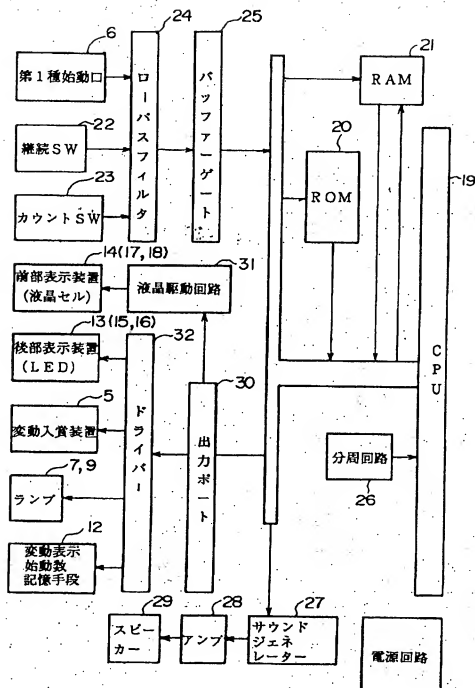 6
第1種始動口
22
継続SW
23
カウントSW
24
ローパスフィルタ
25
バッファーゲート
21
RAM
20
ROM
19
CPU
14(17,18)
前部表示装置
(液晶セル)
31
液晶駆動回路
13(15,16)
後部表示装置
(LED)
32
ドライバー
30
出力ポート
5
変動入賞装置
7,9
ランプ
12
変動表示
始動数
記憶手段
分周回路
26
29
スピーカー
28
アンプ
27
サウンド
ジェネ
レーター
電源回路